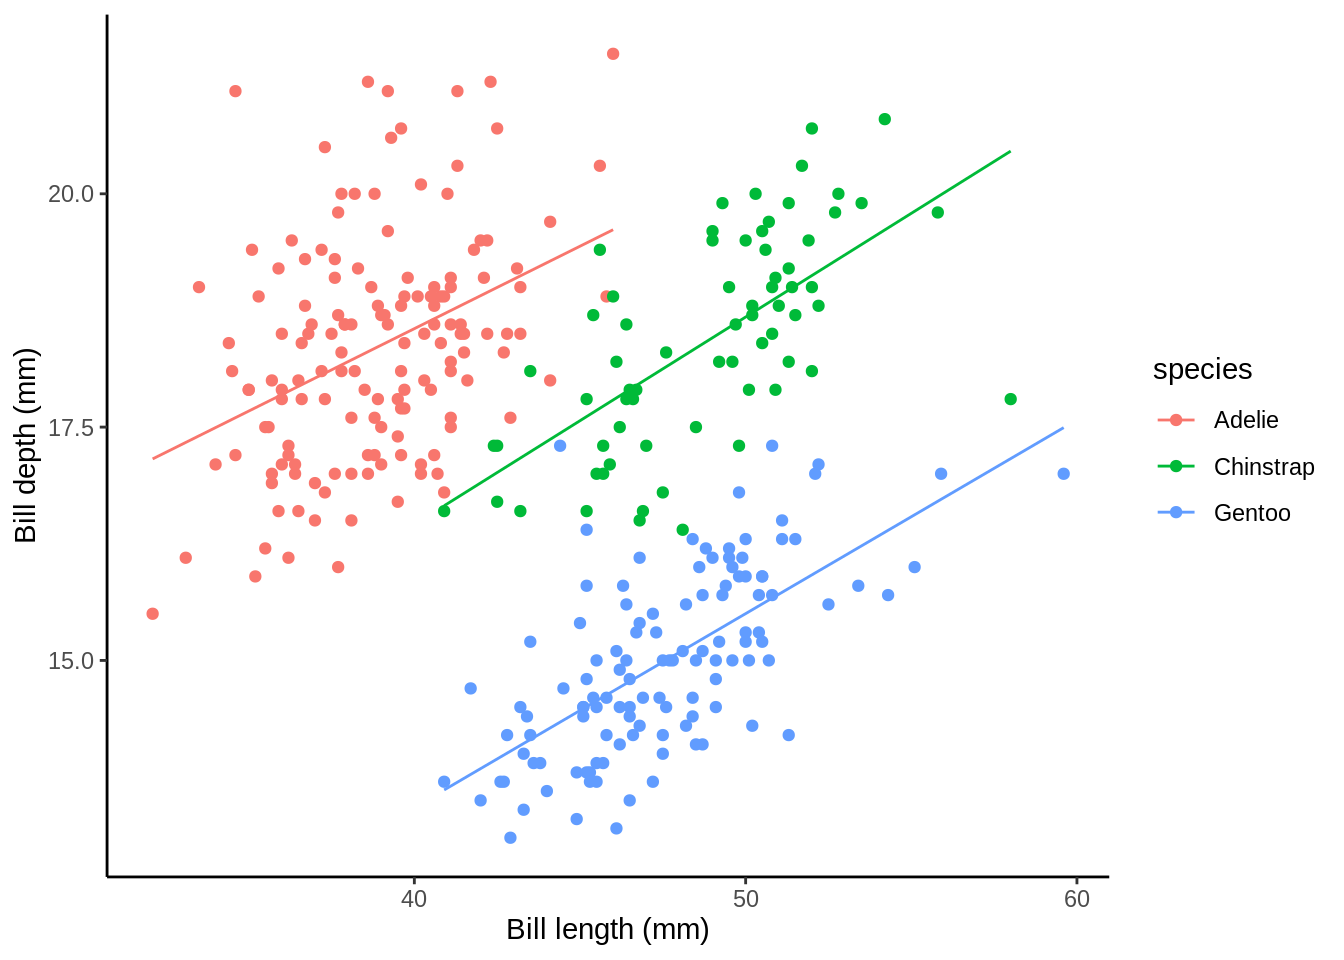 Bill depth (mm)
20.0
17.5
15.0
40 50 60
Bill length (mm)
species
Adelie
Chinstrap
Gentoo